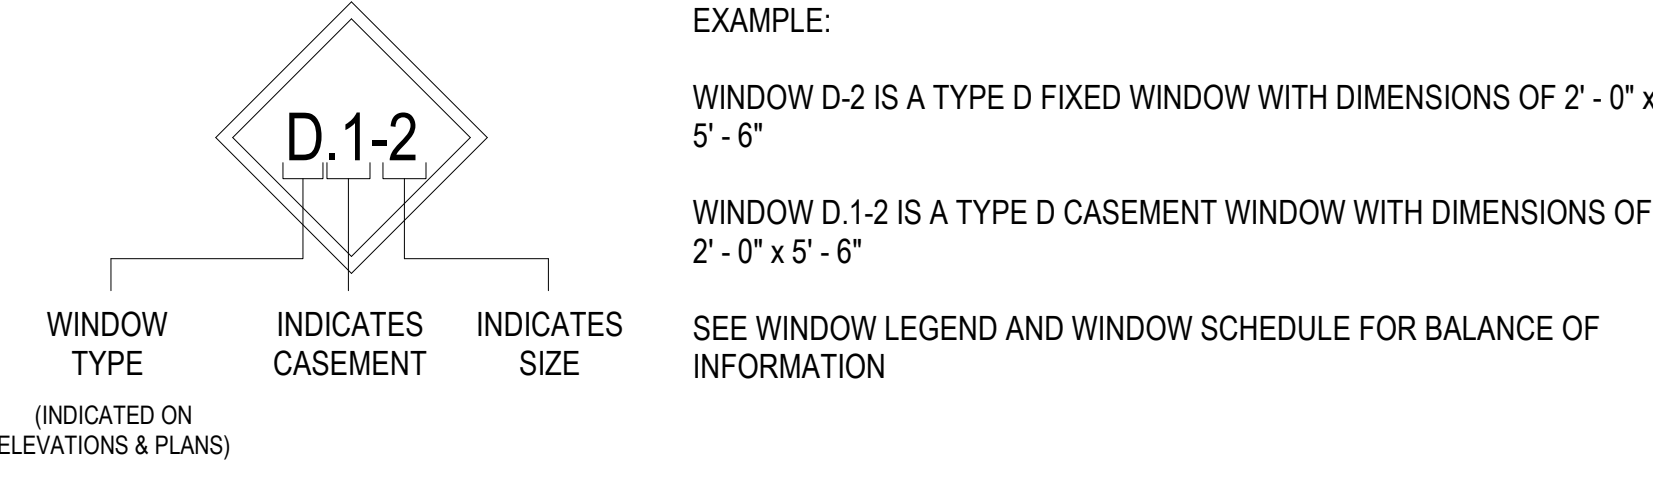 D.1-2
WINDOW
TYPE
(INDICATED ON
ELEVATIONS & PLANS)
INDICATES
CASEMENT
INDICATES
SIZE
EXAMPLE:
WINDOW D-2 IS A TYPE D FIXED WINDOW WITH DIMENSIONS OF 2' - 0" x
5' - 6"
WINDOW D.1-2 IS A TYPE D CASEMENT WINDOW WITH DIMENSIONS OF
2' - 0" x 5' - 6"
SEE WINDOW LEGEND AND WINDOW SCHEDULE FOR BALANCE OF
INFORMATION